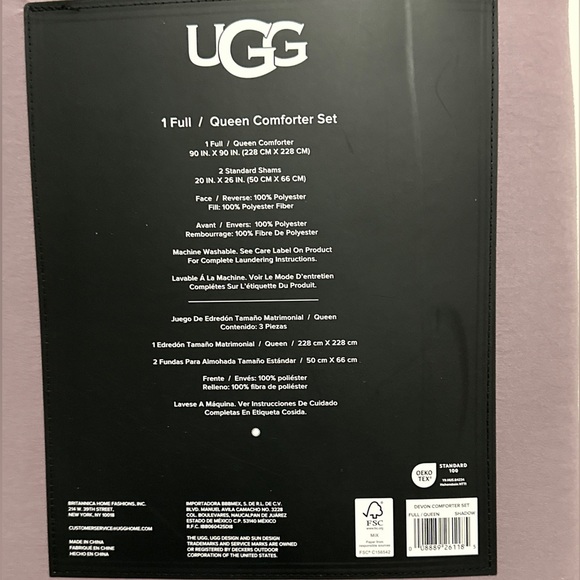 UGG
1 Full / Queen Comforter Set
1 Full / Queen Comforter
90 IN. X 90 IN. (228 CM X 228 CM)
2 Standard Shams
20 IN. X 26 IN. (50 CM X 66 CM)
Face / Reverse: 100% Polyester
Fill: 100% Polyester Fiber
Avant / Envers: 100% Polyester
Rembourrage: 100% Fibre De Polyester
Machine Washable. See Care Label On Product
For Complete Laundering Instructions.
Lavable Á La Machine. Voir Le Mode D'entretien
Complétes Sur L'étiquette Du Produit.
Juego De Edredón Tamaño Matrimonial / Queen
Contenido: 3 Piezas
1 Edredón Tamaño Matrimonial / Queen / 228 cm X 228 cm
2 Fundas Para Almohada Tamaño Estándar / 50 cm X 66 cm
Frente / Envés: 100% poliéster
Relleno: 100% fibra de poliéster
Lavese A Máquina. Ver Instrucciones De Cuidado
Completas En Etiqueta Cosida.
BRITANNICA HOME FASHIONS, INC.
214 W. 39TH STREET
NEW YORK, NY 10018
CUSTOMERSERVICE@UGGHOME.COM
MADE IN CHINA
FABRIQUE EN CHINE
HECHO EN CHINA
IMPORTADORA BBBMEX, S. DE R.L. DE C.V.
BLVD. MANUEL AVILA CAMACHO NO. 3228
COL. BOULEVARES, NAUCALPAN DE JUAREZ
ESTADO DE MÉXICO C.P. 53140 MÉXICO
R.F.C. IBB060425DI8
THE UGG, UGG DESIGN AND SUN DESIGN
TRADEMARKS AND SERVICE MARKS ARE OWNED
OR REGISTERED BY DECKERS OUTDOOR
CORPORATION OF THE UNITED STATES.
OEKO
TEX®
STANDARD
100
FSC
MIX
DEVON COMFORTER SET
FULL / QUEEN SHADOW
0 08889 26118